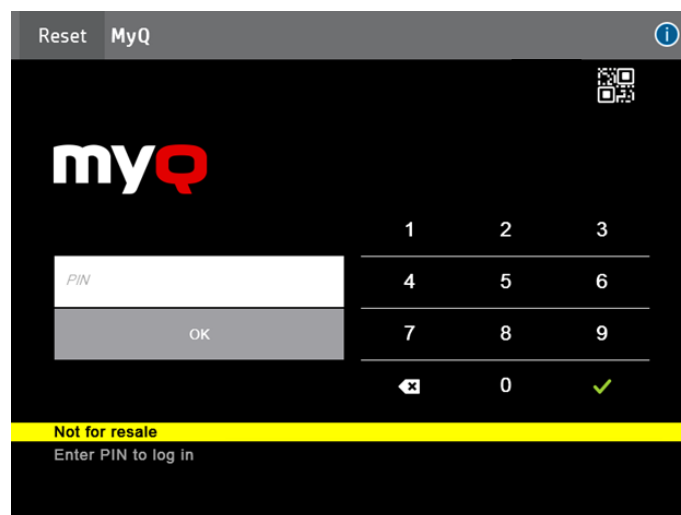 Reset MyQ
myQ
1 2 3
PIN
4 5 6
OK
7 8 9
0
Not for resale
Enter PIN to log in